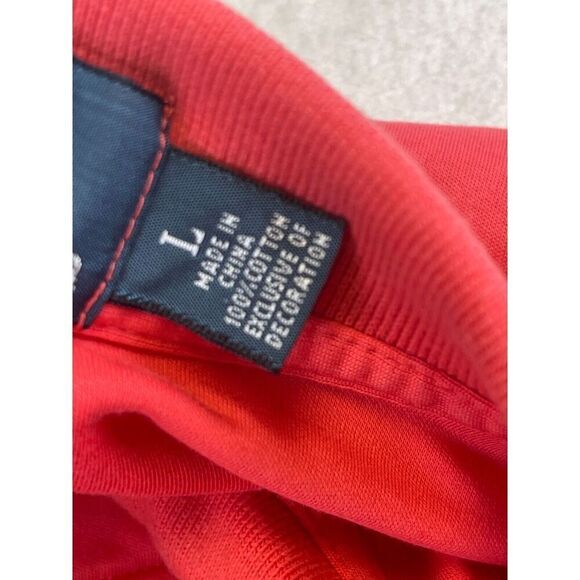 L
MADE IN
CHINA
100%COTTON
EXCLUSIVE OF
DECORATION